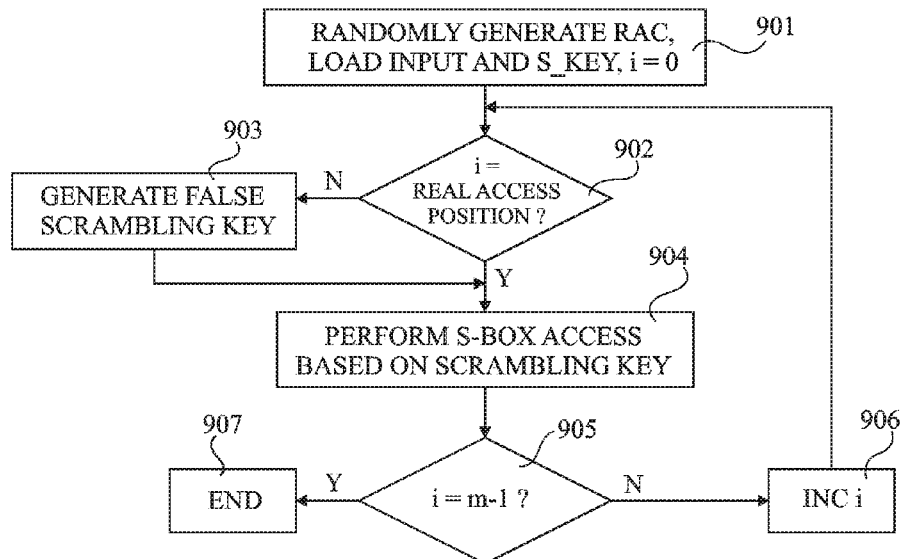 RANDOMLY GENERATE RAC,
LOAD INPUT AND S_KEY, i = 0
901
903
902
i =
REAL ACCESS
POSITION ?
N
GENERATE FALSE
SCRAMBLING KEY
Y
904
PERFORM S-BOX ACCESS
BASED ON SCRAMBLING KEY
907
905
906
Y
N
END
i = m-1 ?
INC i